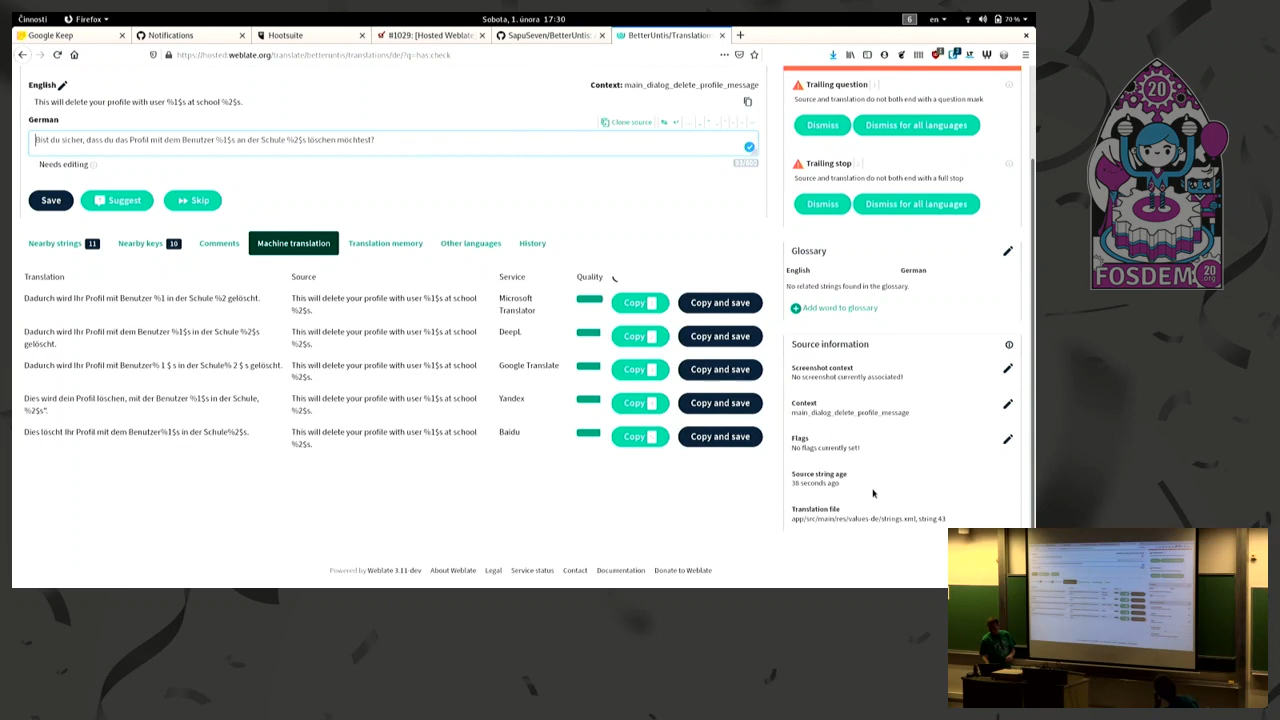 Činnosti Firefox Sobota, 1. února 17:30 6 en 70 %
Google Keep Notifications Hootsuite #1029: [Hosted Weblate SapuSeven/BetterUntis: BetterUntis/Translation
https://hosted.weblate.org/translate/betteruntis/translations/de/?q=has:check
English Context: main_dialog_delete_profile_message
This will delete your profile with user %1$s at school %2$s.
German Clone source
Bist du sicher, dass du das Profil mit dem Benutzer %1$s an der Schule %2$s löschen möchtest?
Needs editing
Save Suggest Skip
Nearby strings 11 Nearby keys 10 Comments Machine translation Translation memory Other languages History
Translation Source Service Quality
Dadurch wird Ihr Profil mit Benutzer %1 in der Schule %2 gelöscht. This will delete your profile with user %1$s at school %2$s. Microsoft Translator Copy Copy and save
Dadurch wird Ihr Profil mit dem Benutzer %1$s in der Schule %2$s gelöscht. This will delete your profile with user %1$s at school %2$s. DeepL Copy Copy and save
Dadurch wird Ihr Profil mit Benutzer% 1 $ s in der Schule% 2 $ s gelöscht. This will delete your profile with user %1$s at school %2$s. Google Translate Copy Copy and save
Dies wird dein Profil löschen, mit der Benutzer %1$s in der Schule, %2$s". This will delete your profile with user %1$s at school %2$s. Yandex Copy Copy and save
Dies löscht Ihr Profil mit dem Benutzer%1$s in der Schule%2$s. This will delete your profile with user %1$s at school %2$s. Baidu Copy Copy and save
Trailing question
Source and translation do not both end with a question mark
Dismiss Dismiss for all languages
Trailing stop
Source and translation do not both end with a full stop
Dismiss Dismiss for all languages
Glossary
English German
No related strings found in the glossary.
Add word to glossary
Source information
Screenshot context
No screenshot currently associated!
Context
main_dialog_delete_profile_message
Flags
No flags currently set!
Source string age
38 seconds ago
Translation file
app/src/main/res/values-de/strings.xml, string 43
Powered by Weblate 3.11-dev About Weblate Legal Service status Contact Documentation Donate to Weblate
20
FOSDEM 20 .org